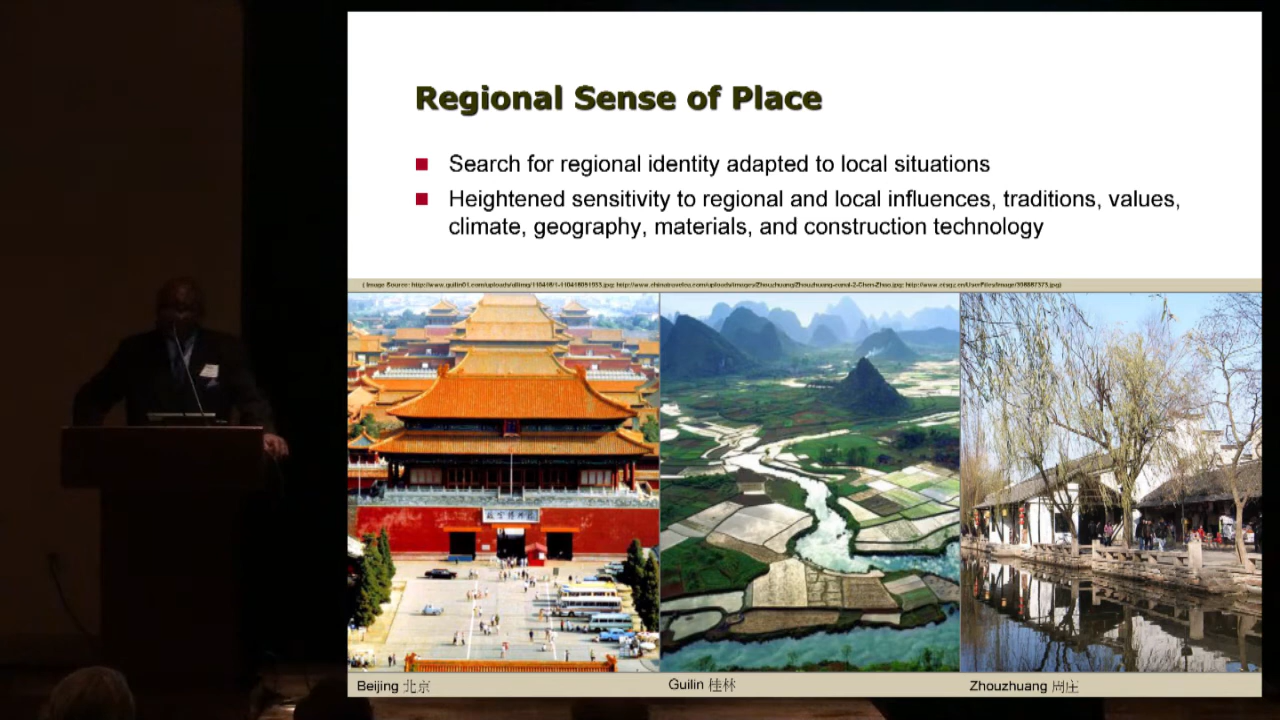 Regional Sense of Place
Search for regional identity adapted to local situations
Heightened sensitivity to regional and local influences, traditions, values,
climate, geography, materials, and construction technology
( Image Source:
故宫博物院
Beijing 北京
Guilin 桂林
Zhouzhuang 周庄